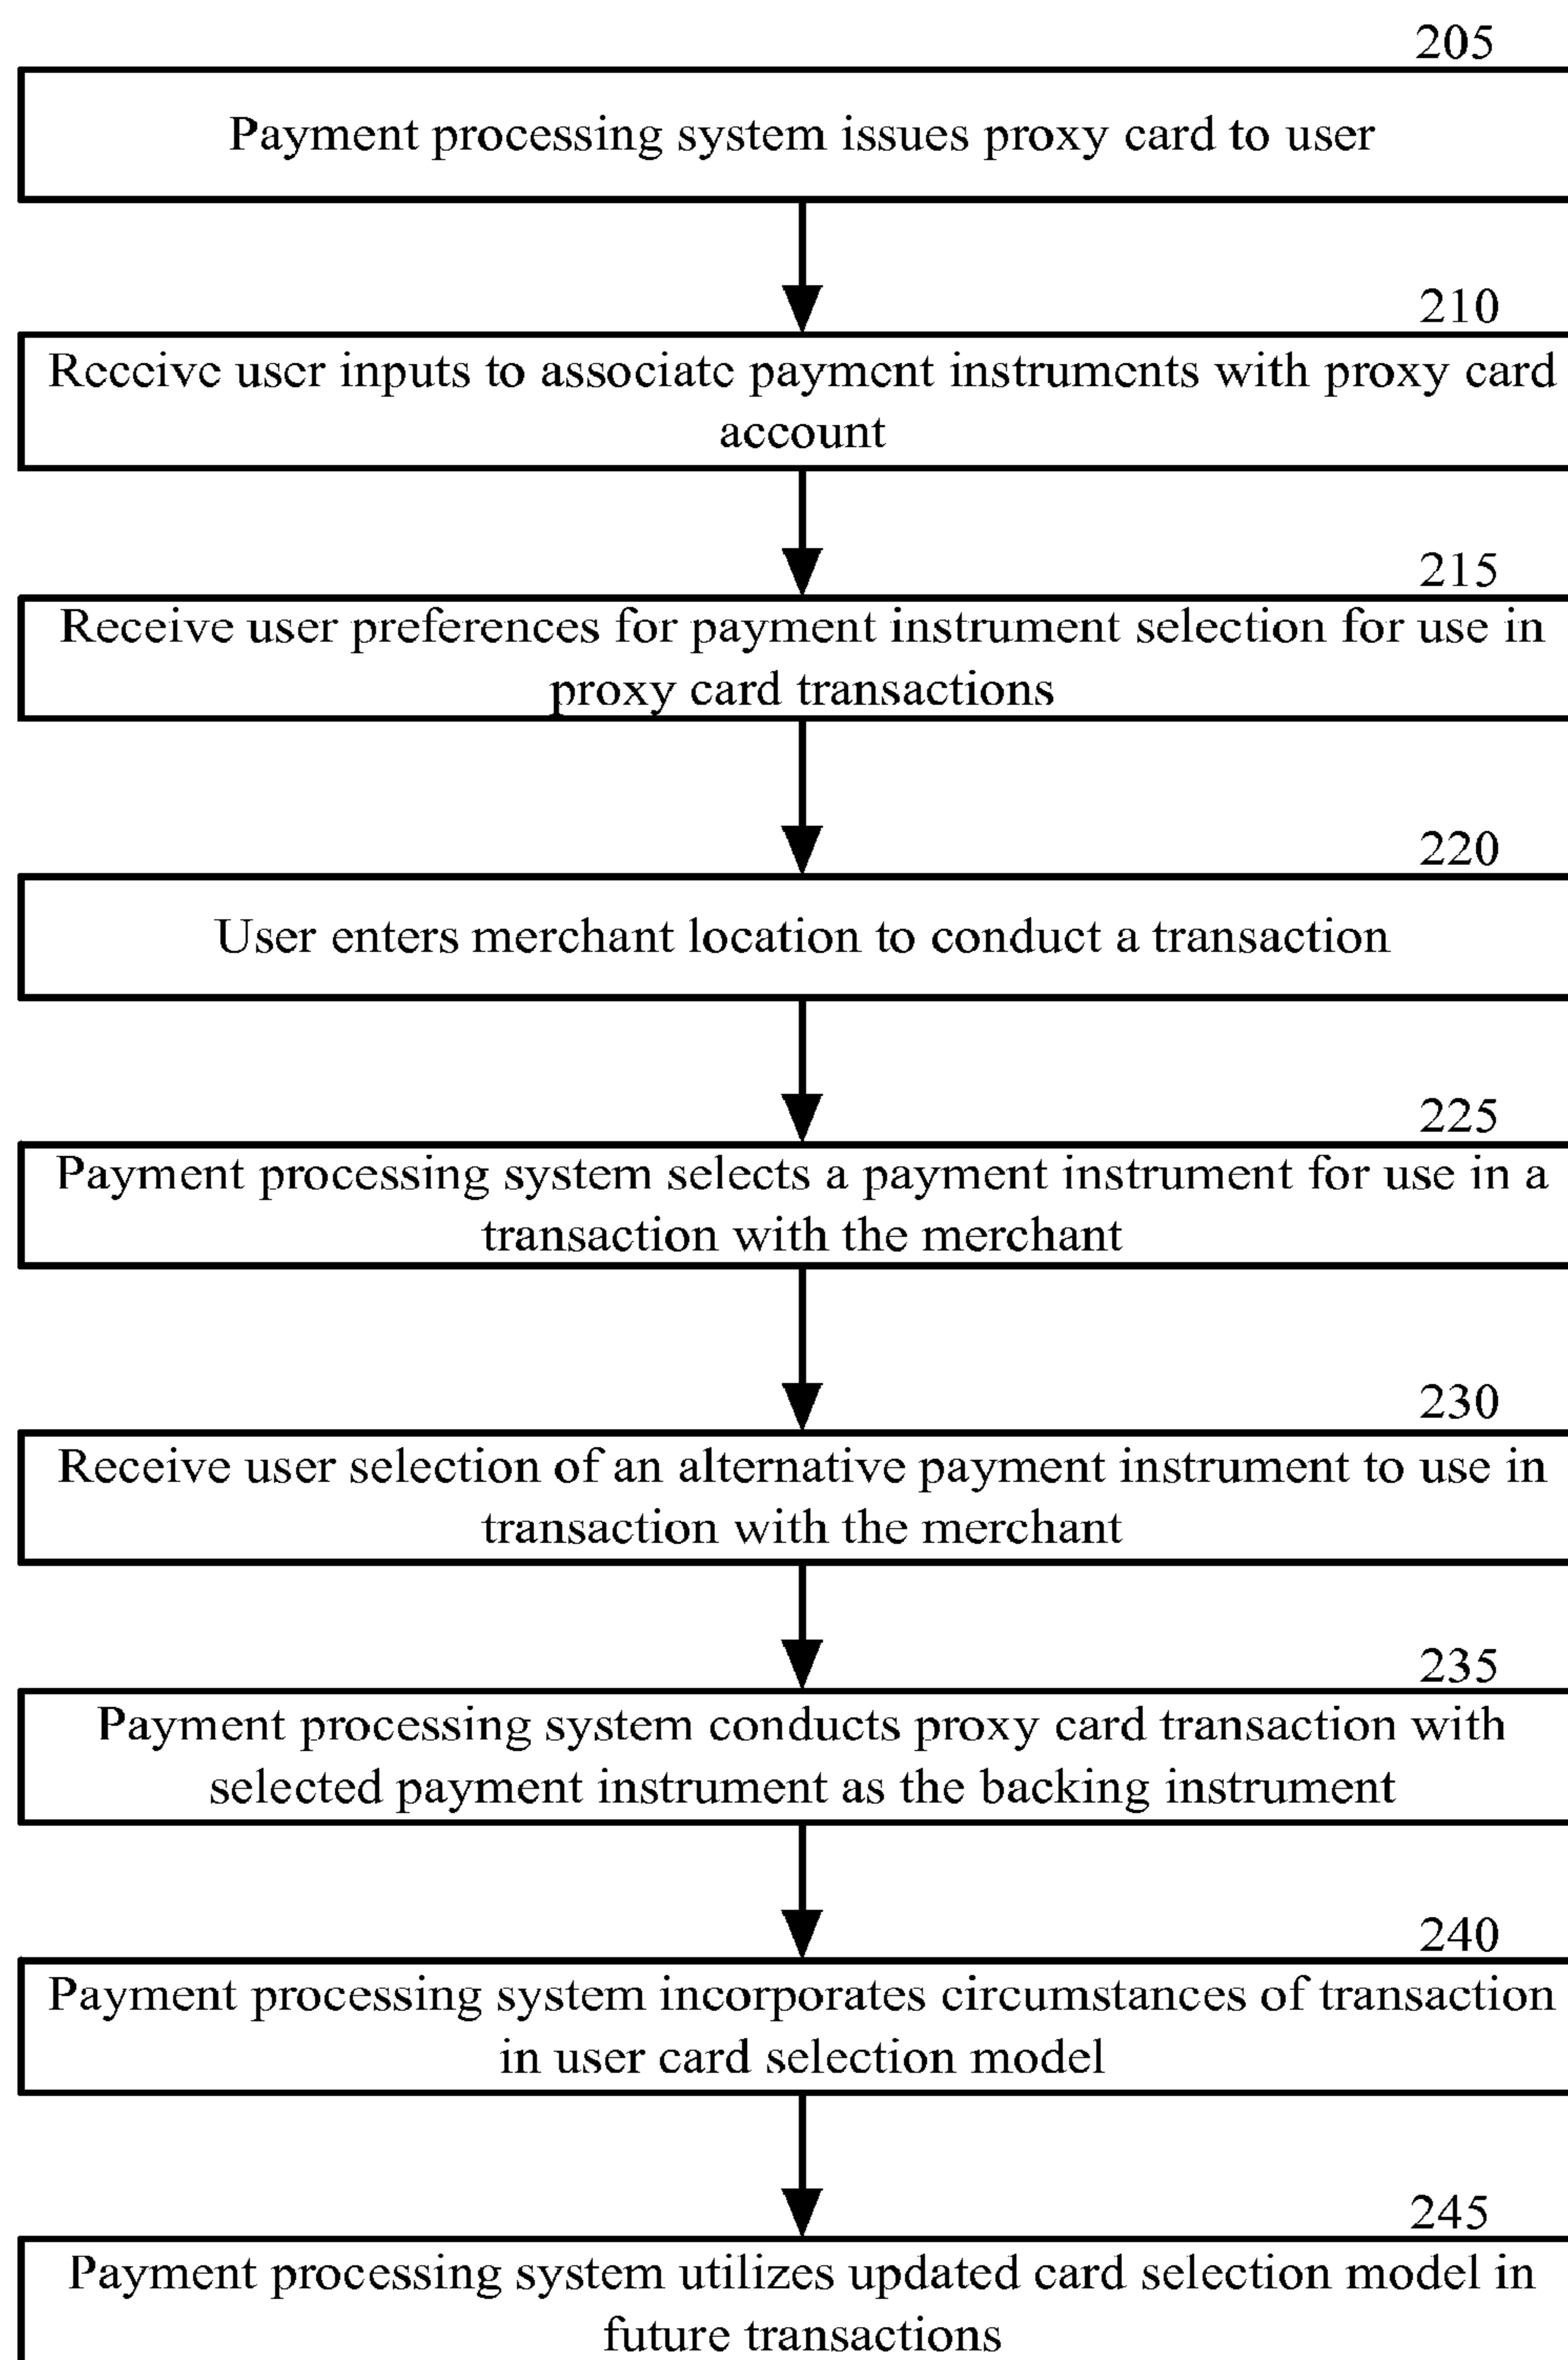 205
Payment processing system issues proxy card to user
210
Receive user inputs to associate payment instruments with proxy card
account
215
Receive user preferences for payment instrument selection for use in
proxy card transactions
220
User enters merchant location to conduct a transaction
225
Payment processing system selects a payment instrument for use in a
transaction with the merchant
230
Receive user selection of an alternative payment instrument to use in
transaction with the merchant
235
Payment processing system conducts proxy card transaction with
selected payment instrument as the backing instrument
240
Payment processing system incorporates circumstances of transaction
in user card selection model
245
Payment processing system utilizes updated card selection model in
future transactions